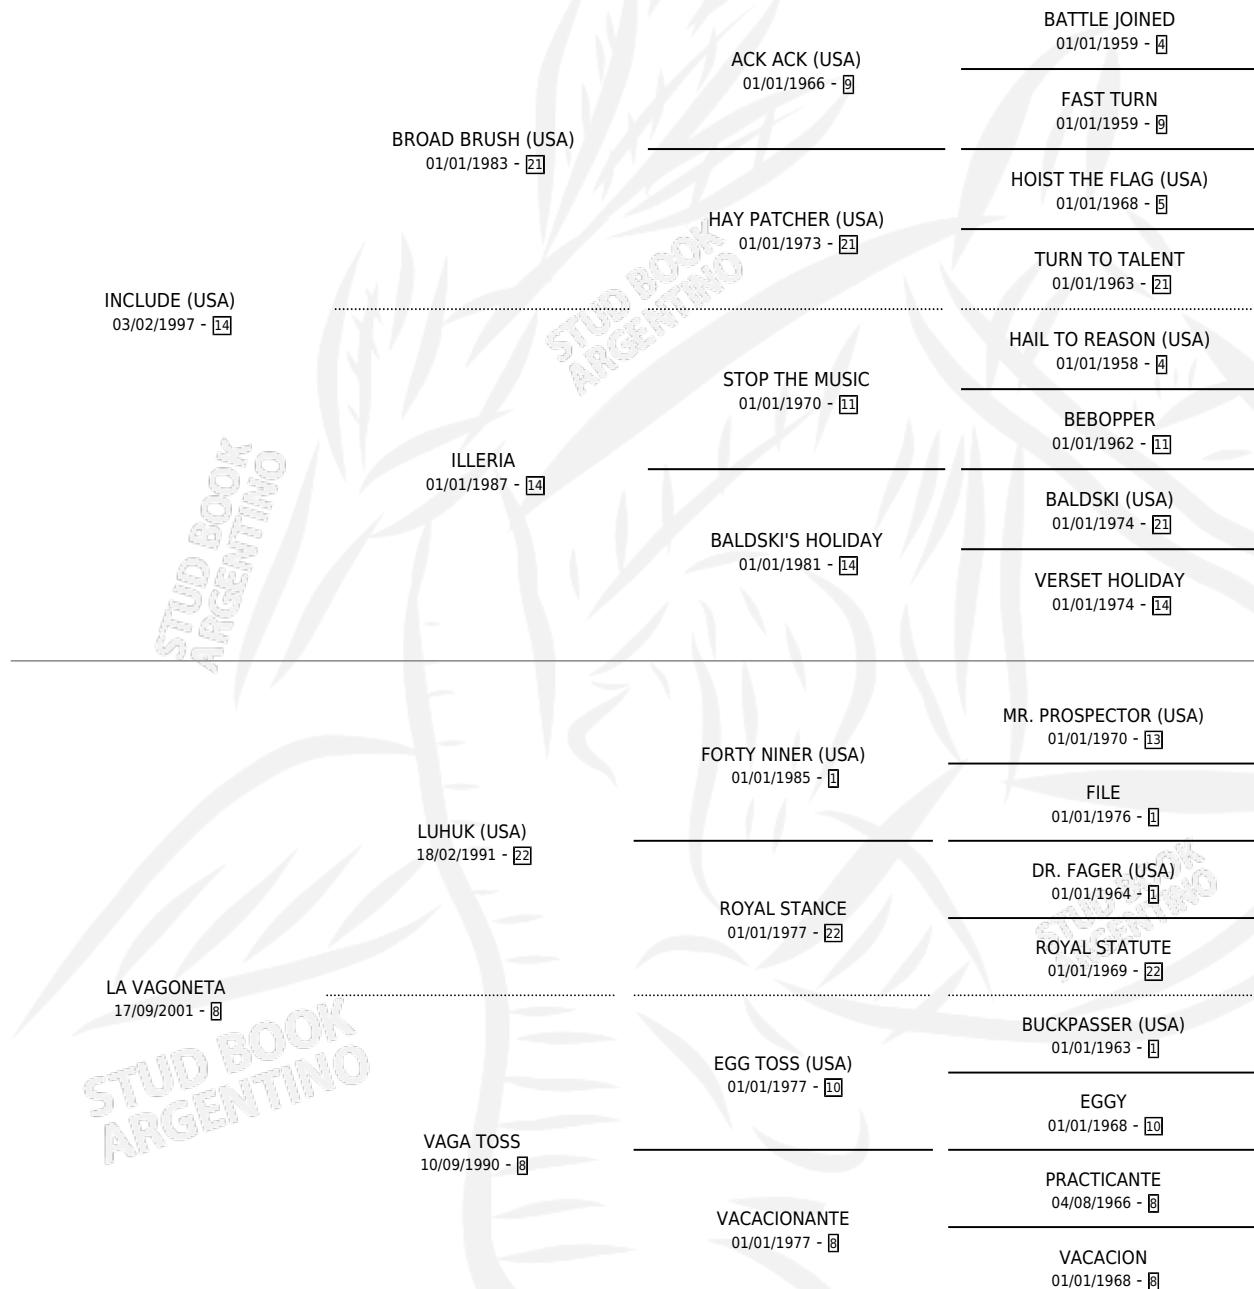 BATTLE JOINED
01/01/1959 - 4
ACK ACK (USA)
01/01/1966 - 9
FAST TURN
01/01/1959 - 9
BROAD BRUSH (USA)
01/01/1983 - 21
HOIST THE FLAG (USA)
01/01/1968 - 5
HAY PATCHER (USA)
01/01/1973 - 21
TURN TO TALENT
01/01/1963 - 21
INCLUDE (USA)
03/02/1997 - 14
HAIL TO REASON (USA)
01/01/1958 - 4
STOP THE MUSIC
01/01/1970 - 11
BEBOPPER
01/01/1962 - 11
ILLERIA
01/01/1987 - 14
BALDSKI (USA)
01/01/1974 - 21
BALDSKI'S HOLIDAY
01/01/1981 - 14
VERSET HOLIDAY
01/01/1974 - 14
MR. PROSPECTOR (USA)
01/01/1970 - 13
FORTY NINER (USA)
01/01/1985 - 1
FILE
01/01/1976 - 1
LUHUK (USA)
18/02/1991 - 22
DR. FAGER (USA)
01/01/1964 - 1
ROYAL STANCE
01/01/1977 - 22
ROYAL STATUTE
01/01/1969 - 22
LA VAGONETA
17/09/2001 - 8
BUCKPASSER (USA)
01/01/1963 - 1
EGG TOSS (USA)
01/01/1977 - 10
EGGY
01/01/1968 - 10
VAGA TOSS
10/09/1990 - 8
PRACTICANTE
04/08/1966 - 8
VACACIONANTE
01/01/1977 - 8
VACACION
01/01/1968 - 8
STUD BOOK
ARGENTINO
STUD BOOK
ARGENTINO
STUD BOOK
ARGENTINO
STUD BOOK
ARGENTINO